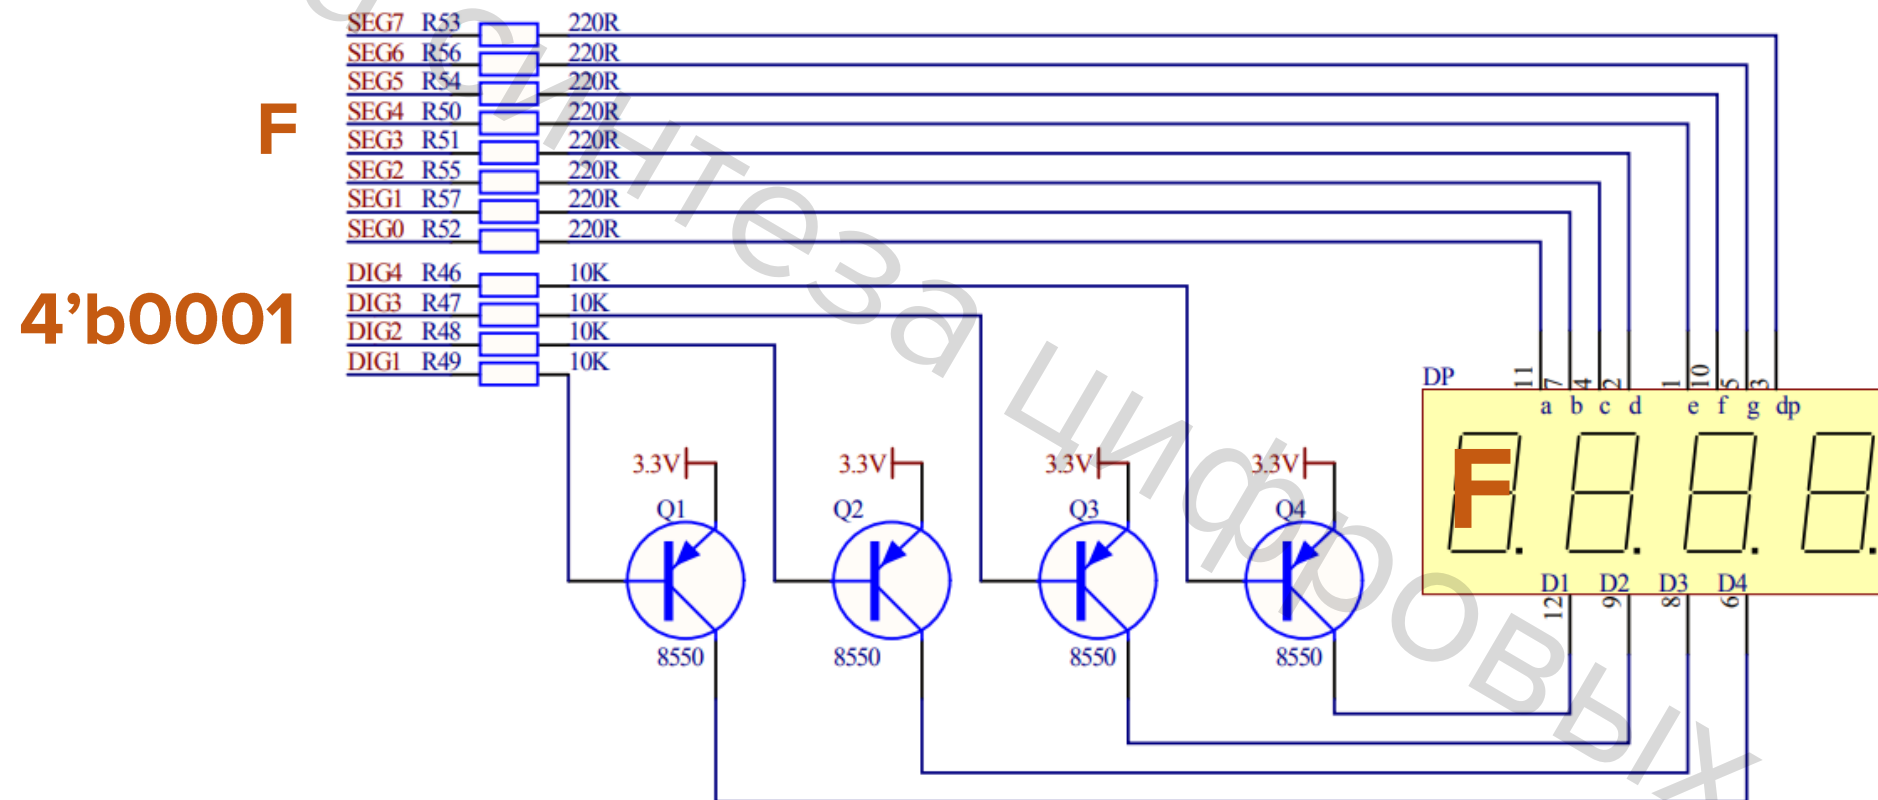 SEG7 R53 220R
SEG6 R56 220R
SEG5 R54 220R
SEG4 R50 220R
SEG3 R51 220R
SEG2 R55 220R
SEG1 R57 220R
SEG0 R52 220R
F
DIG4 R46 10K
DIG3 R47 10K
DIG2 R48 10K
DIG1 R49 10K
4’b0001
DP
11 7 4 2 1 10 5 3
a b c d e f g dp
F
3.3V 3.3V 3.3V 3.3V
Q1 Q2 Q3 Q4
8550 8550 8550 8550
D1 D2 D3 D4
12 9 8 6
синтеза цифровых